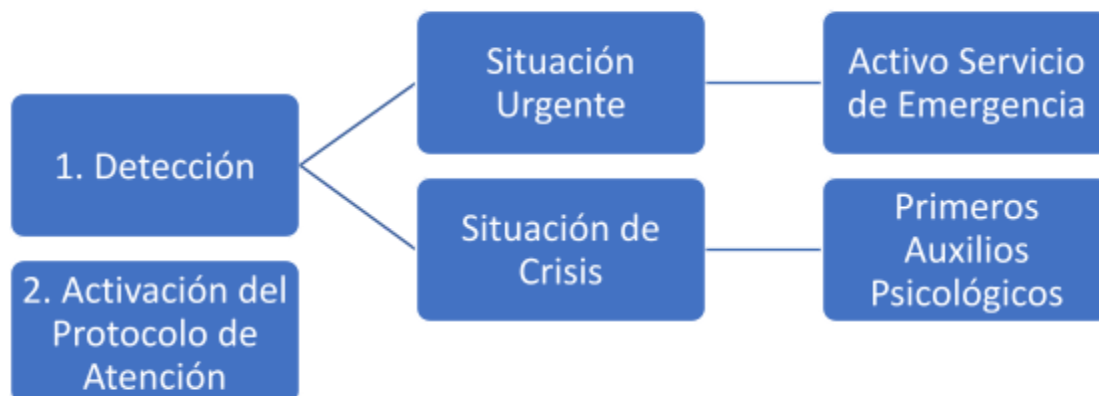 1. Detección
Situación
Urgente
Activo Servicio
de Emergencia
Situación de
Crisis
Primeros
Auxilios
Psicológicos
2. Activación del
Protocolo de
Atención